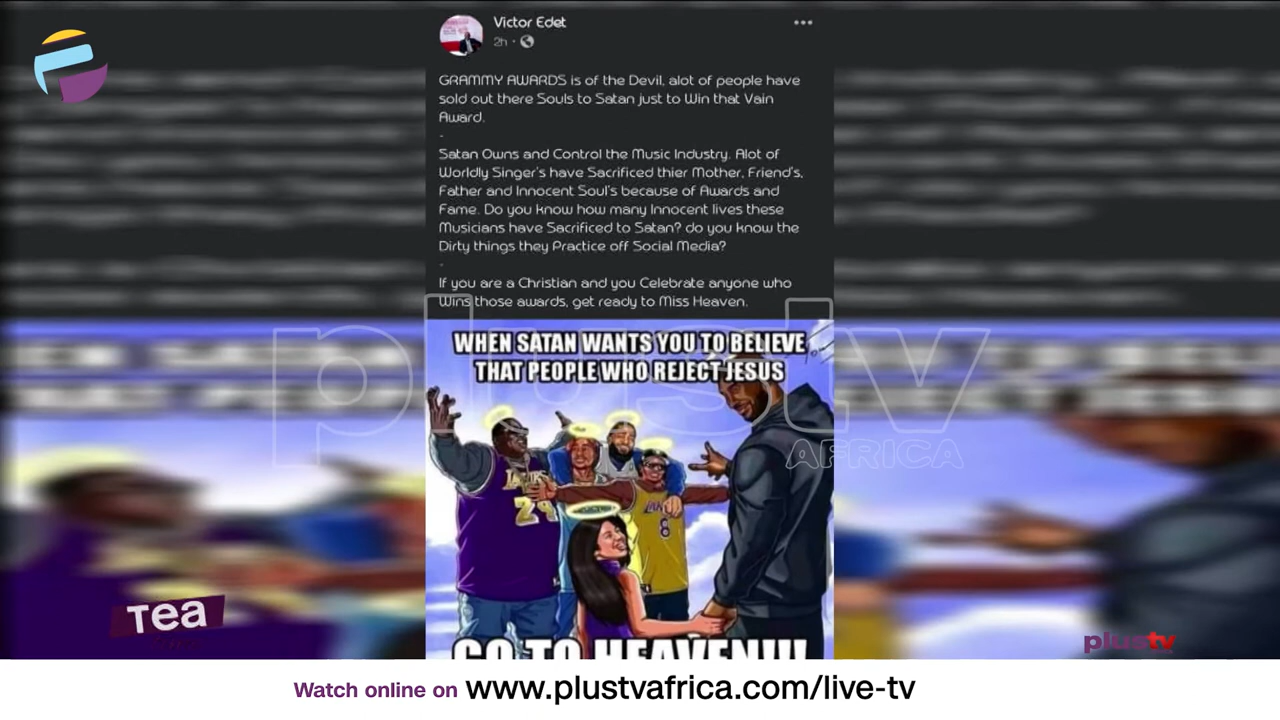 Victor Edet
2h
GRAMMY AWARDS is of the Devil, alot of people have
sold out there Souls to Satan just to Win that Vain
Award.
-
Satan Owns and Control the Music Industry. Alot of
Worldly Singer's have Sacrificed thier Mother, Friend's,
Father and Innocent Soul's because of Awards and
Fame. Do you know how many Innocent lives these
Musicians have Sacrificed to Satan? do you know the
Dirty things they Practice off Social Media?
-
If you are a Christian and you Celebrate anyone who
Wins those awards, get ready to Miss Heaven.
WHEN SATAN WANTS YOU TO BELIEVE
THAT PEOPLE WHO REJECT JESUS
plustv
AFRICA
24
8
GO TO HEAVEN!!!
Tea
plustv
Watch online on www.plustvafrica.com/live-tv